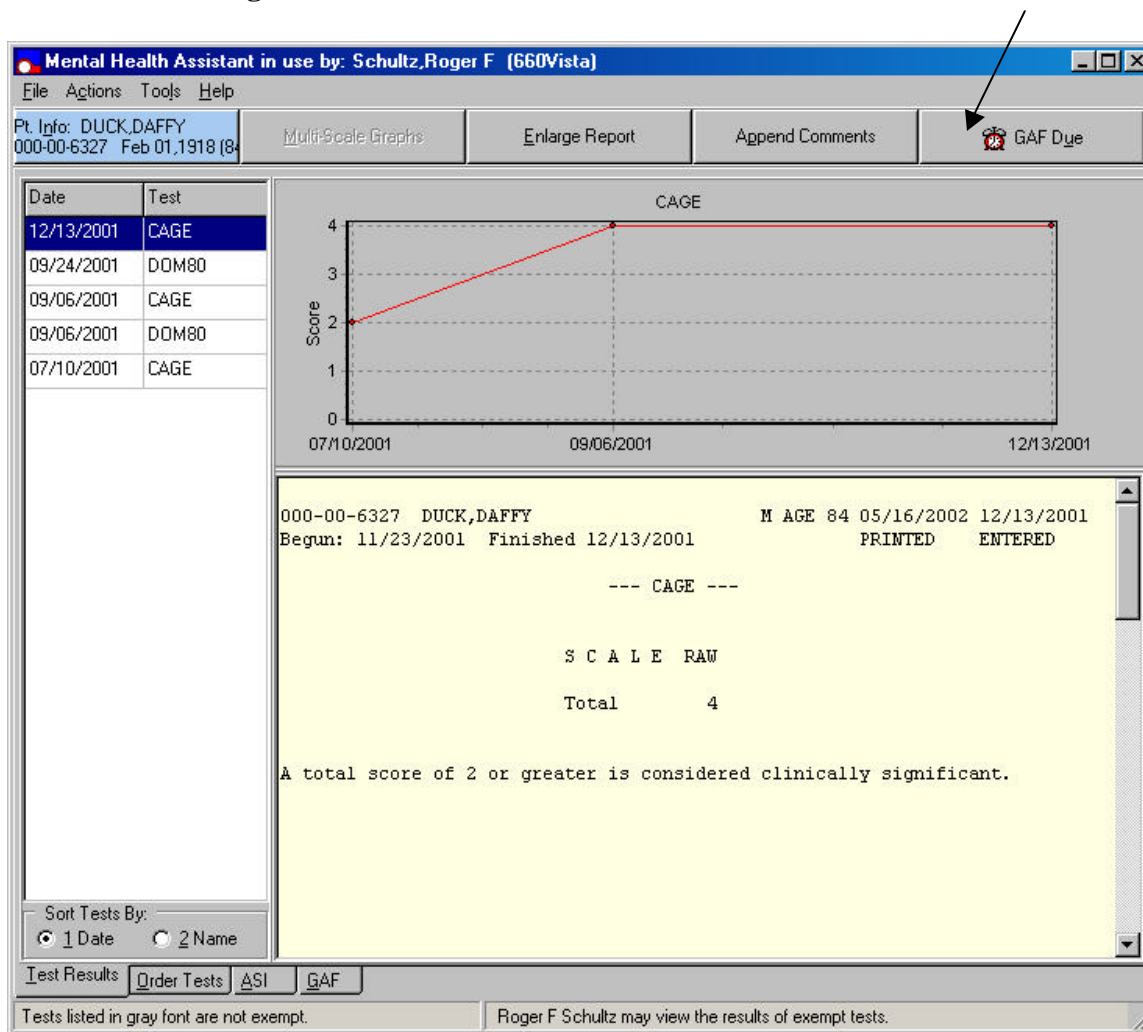 Mental Health Assistant in use by: Schultz,Roger F (660Vista)
File Actions Tools Help
Pt. Info: DUCK,DAFFY
000-00-6327 Feb 01,1918 (84
Multi-Scale Graphs
Enlarge Report
Append Comments
GAF Due
Date Test
12/13/2001 CAGE
09/24/2001 DOM80
09/06/2001 CAGE
09/06/2001 DOM80
07/10/2001 CAGE
CAGE
4
3
2
1
0
Score
07/10/2001 09/06/2001 12/13/2001
000-00-6327 DUCK,DAFFY M AGE 84 05/16/2002 12/13/2001
Begun: 11/23/2001 Finished 12/13/2001 PRINTED ENTERED
--- CAGE ---
S C A L E RAW
Total 4
A total score of 2 or greater is considered clinically significant.
Sort Tests By:
1 Date 2 Name
Test Results Order Tests ASI GAF
Tests listed in gray font are not exempt. Roger F Schultz may view the results of exempt tests.